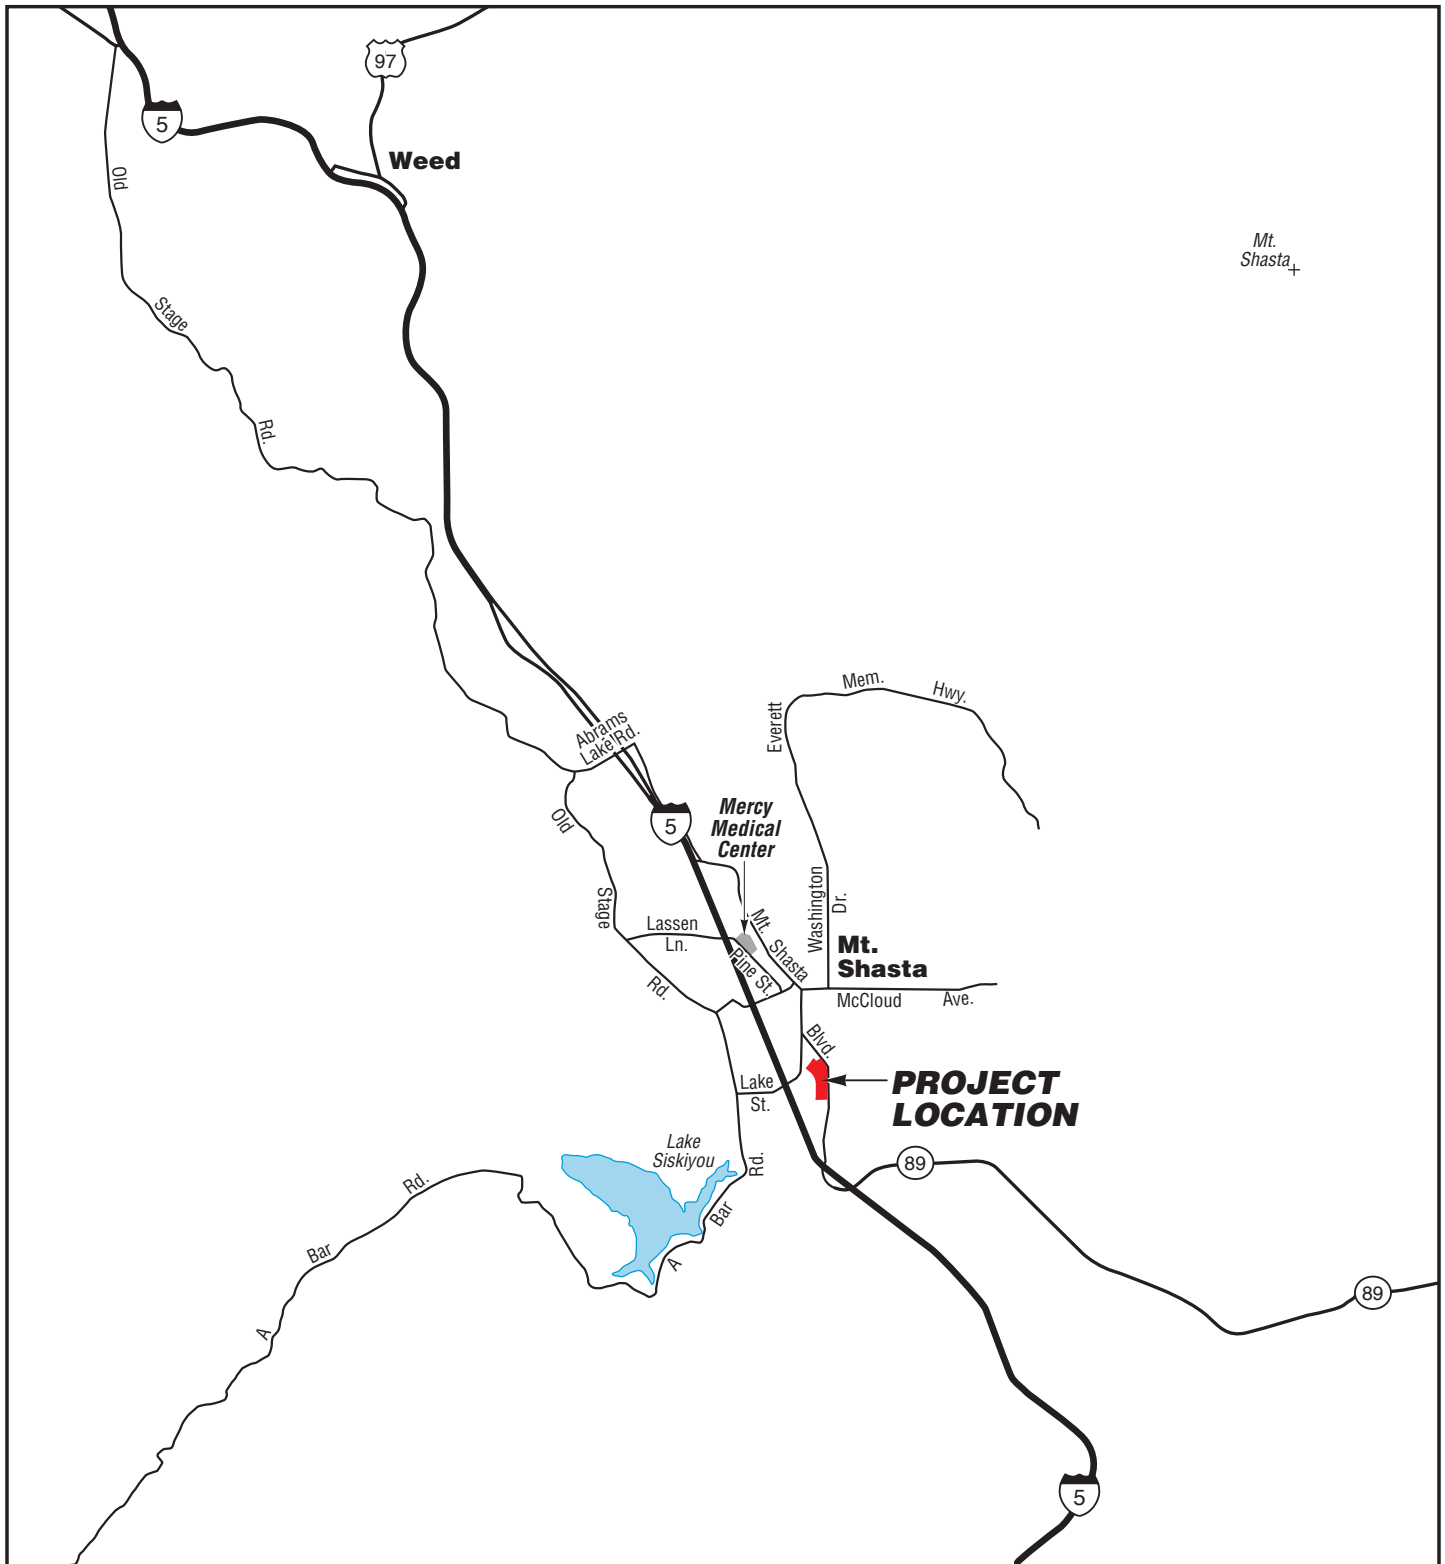 97
5
Weed
Old
Mt.
Shasta
Stage
Rd.
Mem.
Hwy.
Everett
Abrams
Lake Rd.
Mercy
Medical
Center
5
Old
Washington
Dr.
Stage
Mt. Shasta
Lassen
Ln.
Mt.
Shasta
Pine St.
Rd.
McCloud Ave.
Blvd.
PROJECT
LOCATION
Lake
St.
Lake
Siskiyou
Rd.
89
Rd.
Bar
Bar
A
89
A
5